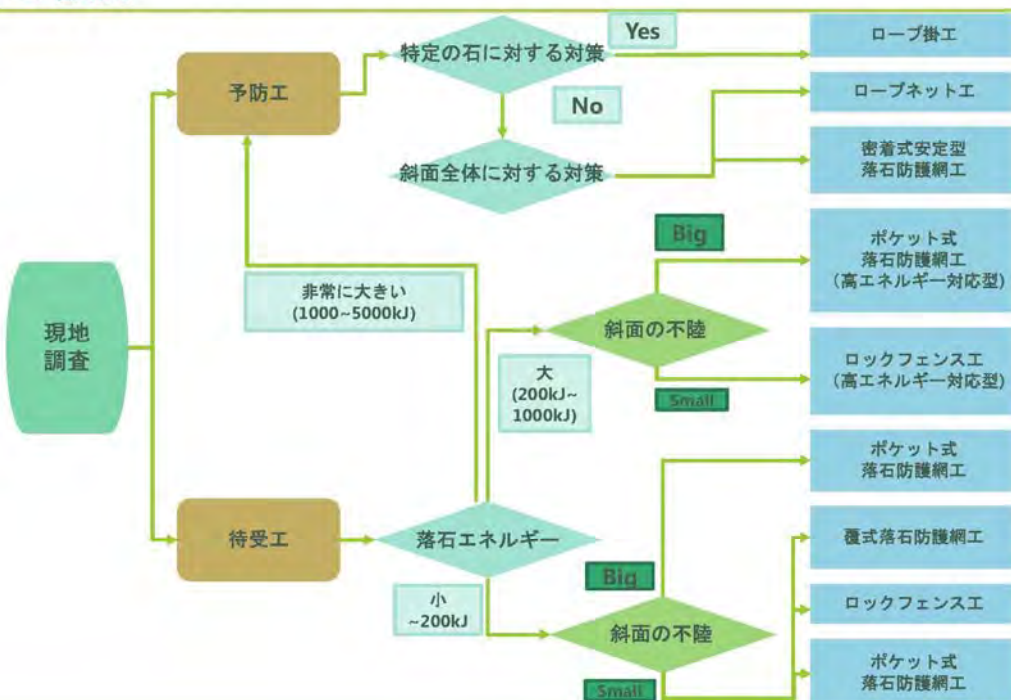 特定の石に対する対策
Yes
ロープ掛工
予防工
No
ロープネット工
斜面全体に対する対策
密着式安定型
落石防護網工
Big
ポケット式
落石防護網工
(高エネルギー対応型)
非常に大きい
(1000~5000kJ)
現地
調査
斜面の不陸
大
(200kJ~
1000kJ)
Small
ロックフェンス工
(高エネルギー対応型)
ポケット式
落石防護網工
待受工
落石エネルギー
覆式落石防護網工
Big
小
~200kJ
斜面の不陸
ロックフェンス工
Small
ポケット式
落石防護網工